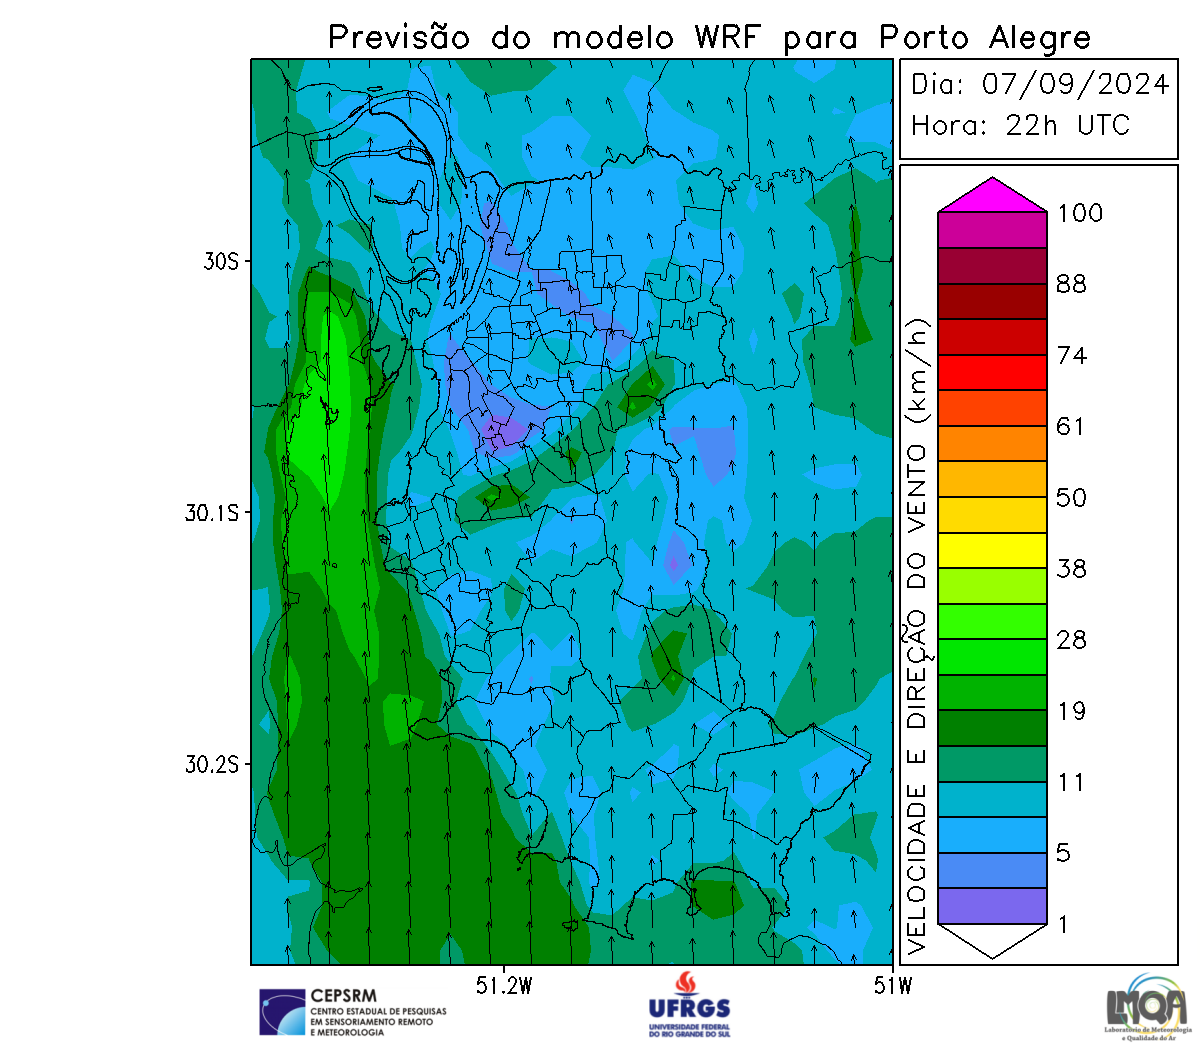 Previsão do modelo WRF para Porto Alegre
Dia: 07/09/2024
Hora: 22h UTC
VELOCIDADE E DIREÇÃO DO VENTO (km/h)
100
88
74
61
50
38
28
19
11
5
1
30S
30.1S
30.2S
51.2W
51W
CEPSRM
CENTRO ESTADUAL DE PESQUISAS
EM SENSORIAMENTO REMOTO
E METEOROLOGIA
UFRGS
UNIVERSIDADE FEDERAL
DO RIO GRANDE DO SUL
LMQA
Laboratório de Meteorologia
e Qualidade do Ar